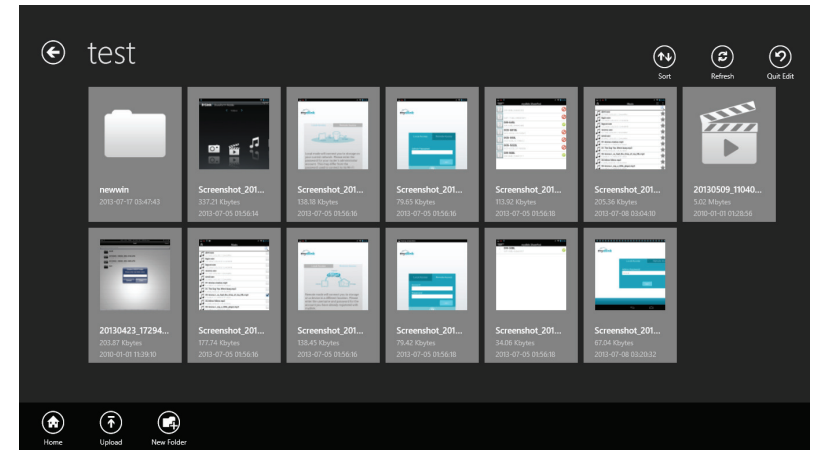 test
Sort
Refresh
Quit Edit
newwin
2013-07-17 03:47:43
Screenshot_201...
337.21 Kbytes
2013-07-05 01:56:14
Screenshot_201...
138.18 Kbytes
2013-07-05 01:56:16
Screenshot_201...
79.65 Kbytes
2013-07-05 01:56:16
Screenshot_201...
113.92 Kbytes
2013-07-05 01:56:18
Screenshot_201...
205.36 Kbytes
2013-07-08 03:04:10
20130509_11040...
5.02 Mbytes
2010-01-01 01:28:56
20130423_17294...
203.87 Kbytes
2010-01-01 11:39:10
Screenshot_201...
177.74 Kbytes
2013-07-05 01:56:16
Screenshot_201...
138.45 Kbytes
2013-07-05 01:56:16
Screenshot_201...
79.42 Kbytes
2013-07-05 01:56:18
Screenshot_201...
34.06 Kbytes
2013-07-05 01:56:18
Screenshot_201...
67.04 Kbytes
2013-07-08 03:20:32
Home
Upload
New Folder